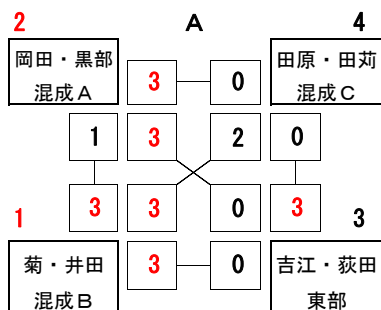 2 A 4
岡田・黒部 3 0 田原・田苅
混成A 混成C
1 3 2 0
3 3 0 3
1 3
菊・井田 3 0 吉江・荻田
混成B 東部